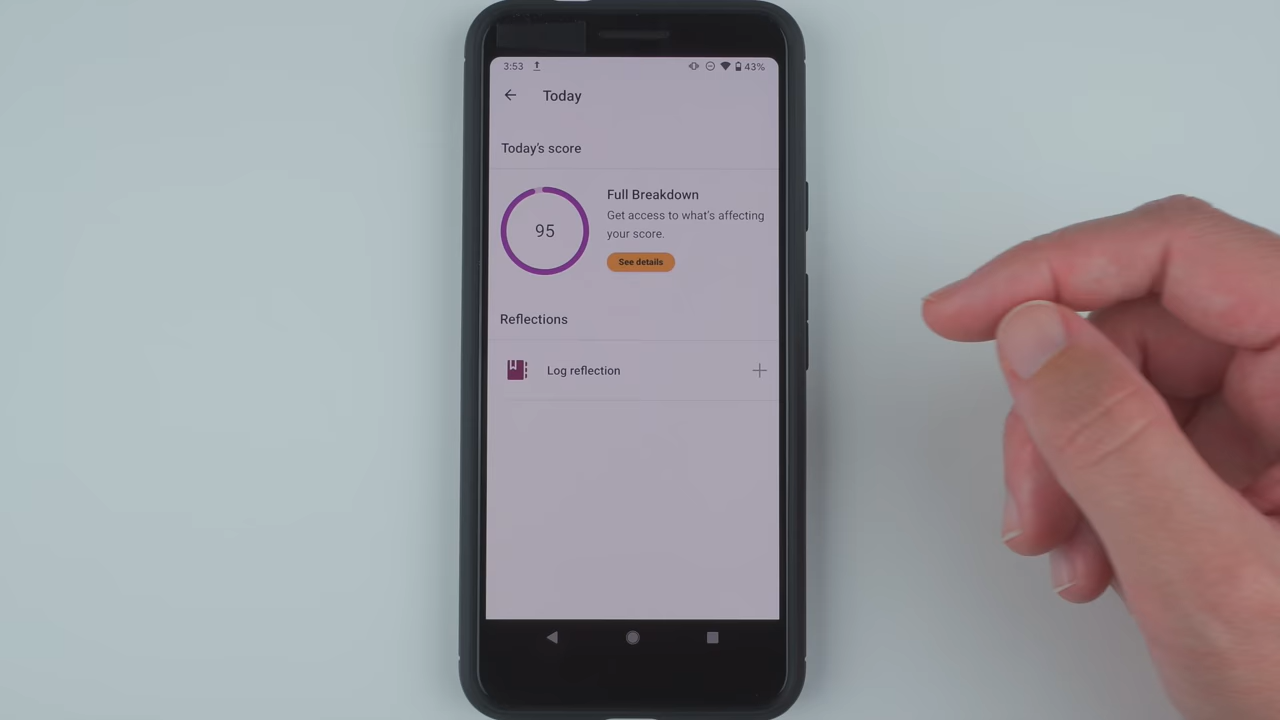 3:53
43%
Today
Today's score
95
Full Breakdown
Get access to what's affecting
your score.
See details
Reflections
Log reflection